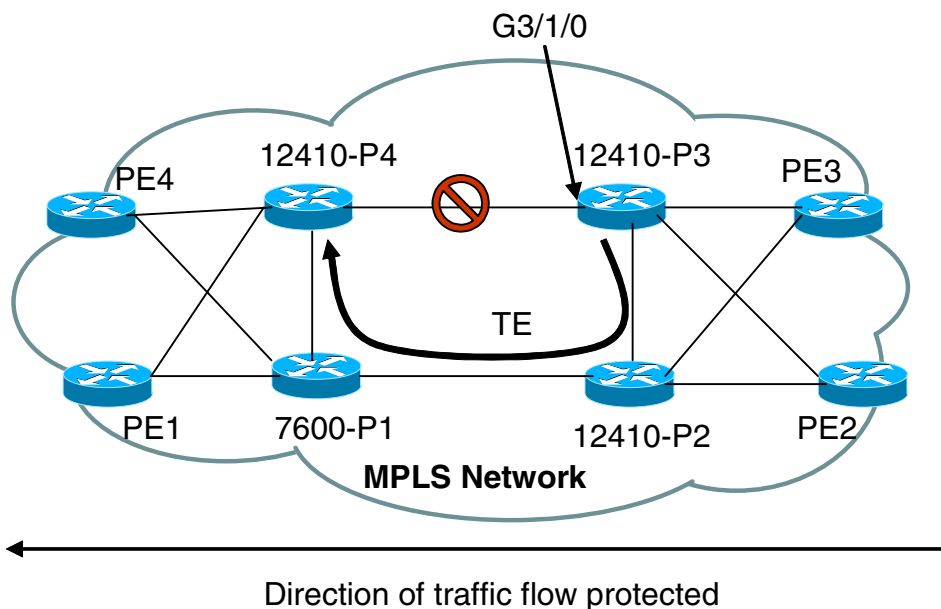 G3/1/0
12410-P4
12410-P3
PE4
PE3
TE
PE1
7600-P1
12410-P2
PE2
MPLS Network
Direction of traffic flow protected